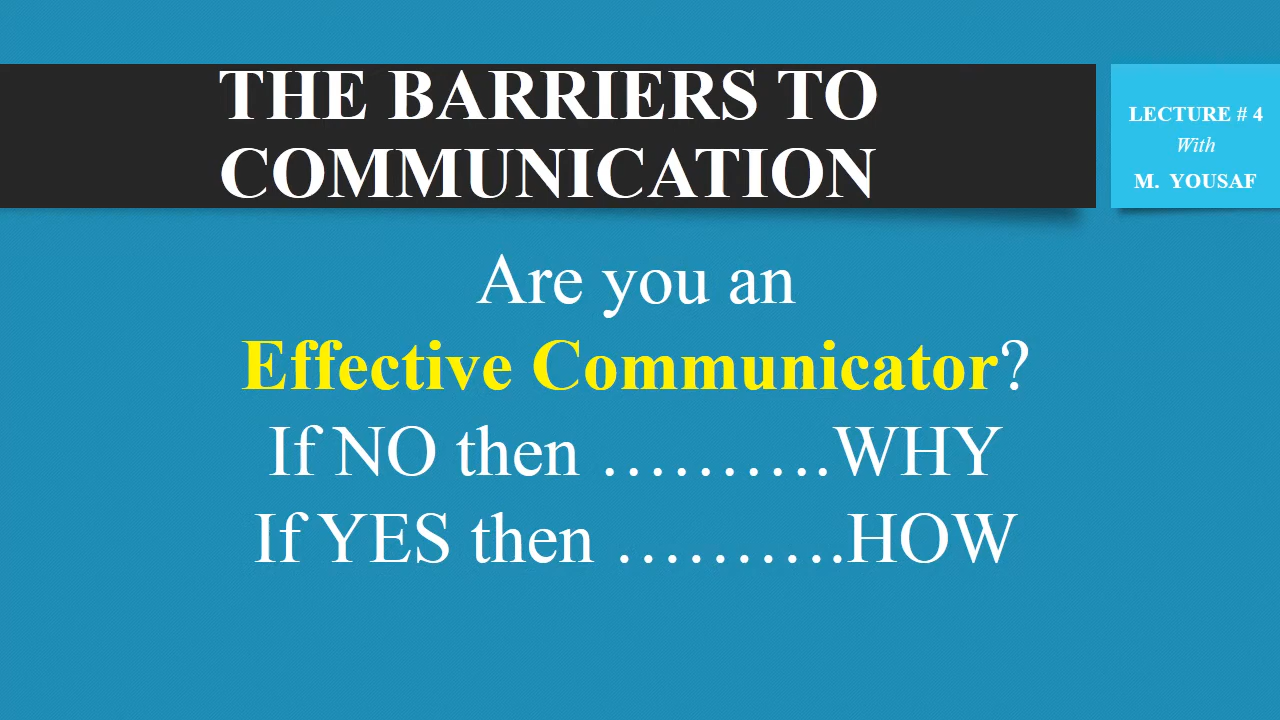 THE BARRIERS TO
COMMUNICATION
LECTURE # 4
With
M. YOUSAF
Are you an
Effective Communicator?
If NO then ……….WHY
If YES then ……….HOW